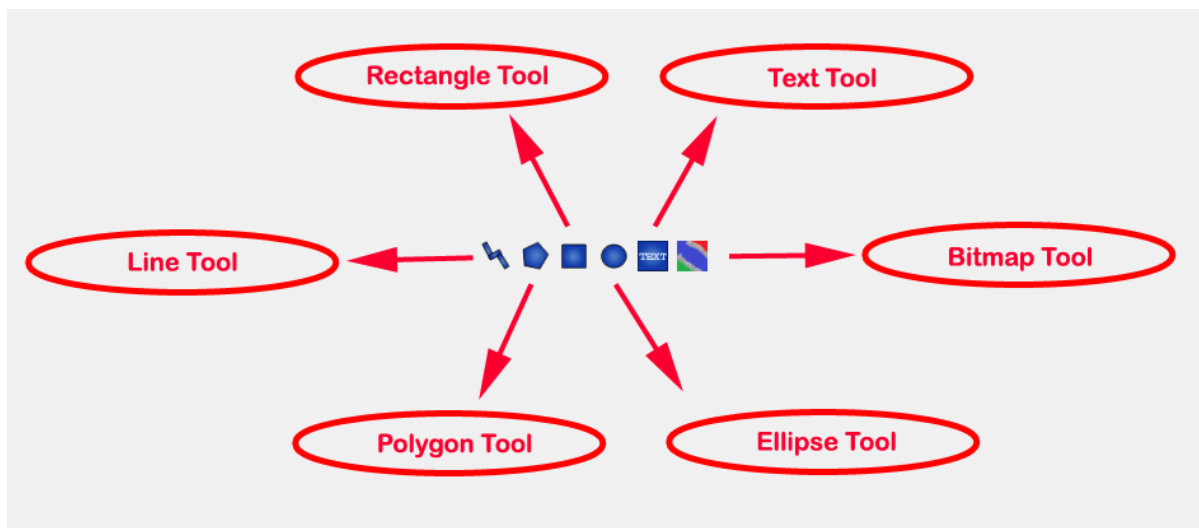 Rectangle Tool
Text Tool
Line Tool
TEXT
Bitmap Tool
Polygon Tool
Ellipse Tool